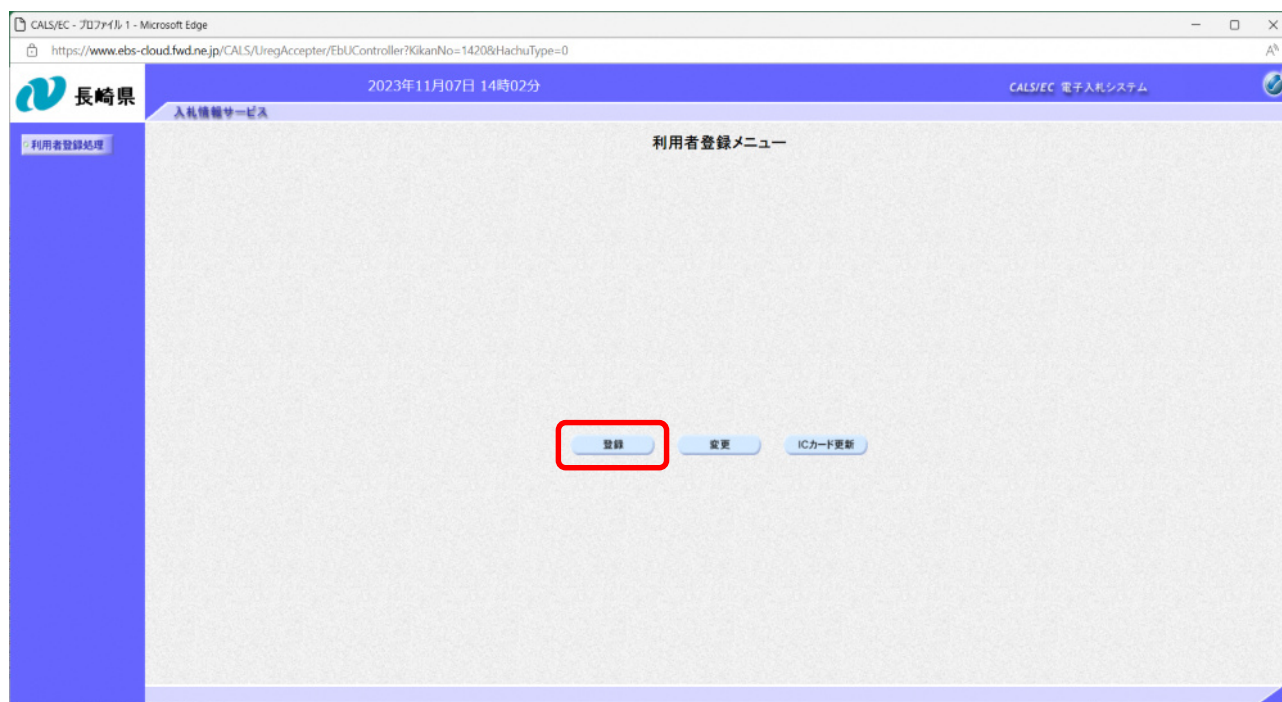 CALS/EC - プロファイル 1 - Microsoft Edge
https://www.ebs-cloud.fwd.ne.jp/CALS/UregAccepter/EbUController?KikanNo=1420&HachuType=0
長崎県
2023年11月07日 14時02分
CALS/EC 電子入札システム
入札情報サービス
利用者登録処理
利用者登録メニュー
登録
変更
ICカード更新